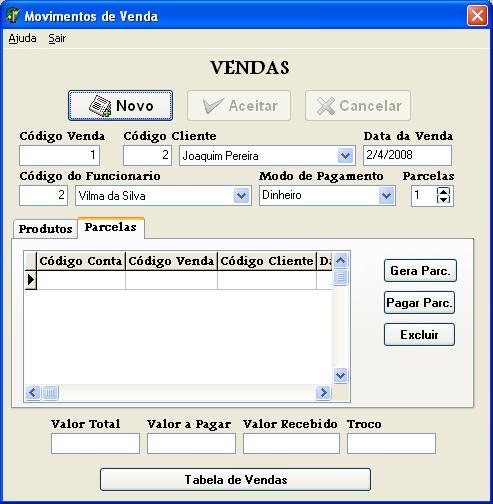 Movimentos de Venda
Ajuda Sair
VENDAS
Novo Aceitar Cancelar
Código Venda Código Cliente Data da Venda
1 2 Joaquim Pereira 2/4/2008
Código do Funcionario Modo de Pagamento Parcelas
2 Vilma da Silva Dinheiro 1
Produtos Parcelas
Código Conta Código Venda Código Cliente Da
Gera Parc.
Pagar Parc.
Excluir
Valor Total Valor a Pagar Valor Recebido Troco
Tabela de Vendas